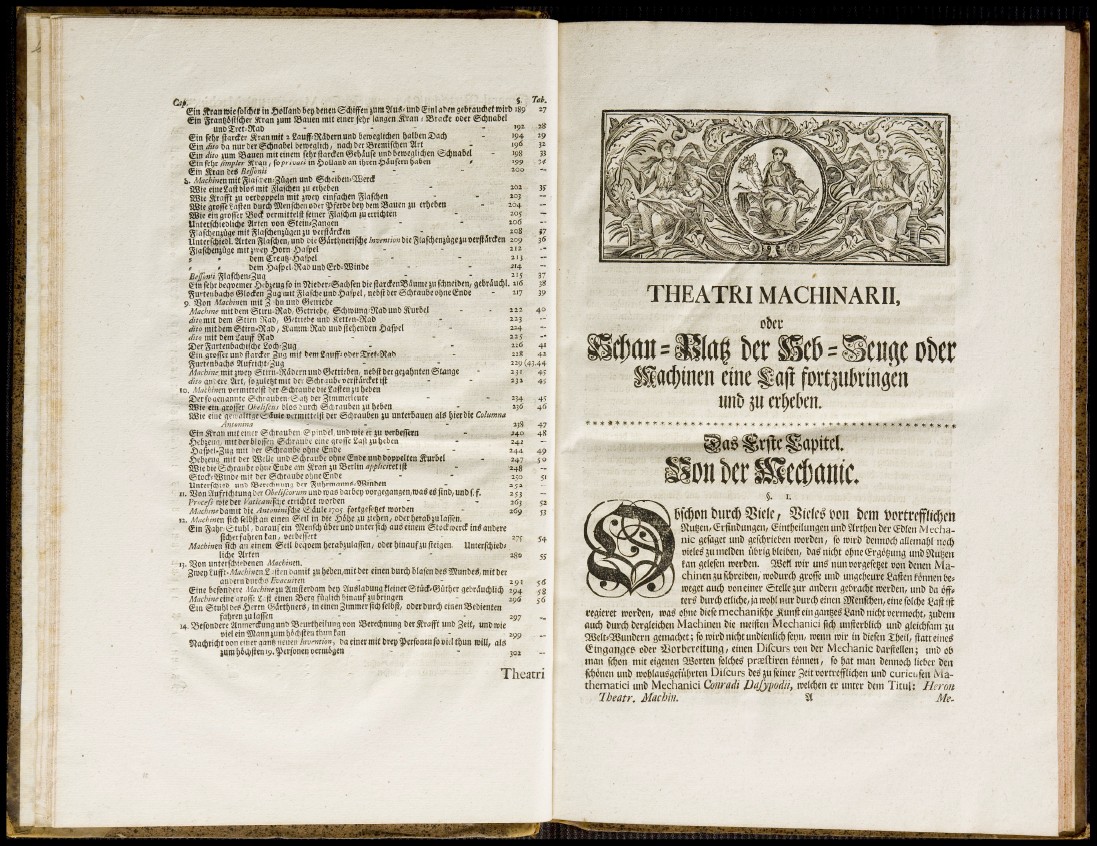 Cap. §. Tab.
Ein Kran wie solcher in Holland bey denen Schiffen zum Aus- und Einladen gebrauchet wird 189 27
Ein Frantzösischer Kran zum Bauen mit einer sehr langen Kran-Bracke oder Schnabel
und Tret-Rad - 192 28
Ein sehr starcker Kran mit 2 Lauff-Rädern und beweglichen halben Dach - 194 29
Ein dito da nur der Schnabel beweglich, nach der Bremischen Art - 196 32
Ein dito zum Bauen mit einem sehr starcken Gebäuse und beweglichen Schnabel - 198 33
Ein sehr simpler Kran, so privati in Holland an ihren Häusern haben 199
Ein Kran des Bessonii - 200 -
Machinen mit Flaschen-Zügen und Scheiben-Werck
Wie eine Last blos mit Flaschen zu erheben 202 35
Wie Krafft zu verdoppeln mit zwey einfachen Flaschen - 203 -
Wie grosse Lasten durch Menschen oder Pferde bey dem Bauen zu erheben - 204 -
Wie ein grosser Bock vermittelst seiner Flaschen zu errichten - 205 -
Unterschiedliche Arten von Stein-Zangen - 206 -
Flaschenzüge mit Flaschenzügen zu verstärcken - 208 37
Unterschiedl. Arten Flaschen, und die Gärthnerische Invention die Flaschenzüge zu verstärcken 209 36
Flaschenzüge mit zwey Horn-Haspel - 212 -
dem Creutz-Haspel - 213 -
dem Haspel-Rad und Erd-Winde 214 -
Bessonii Flaschen-Zug - 215 37
Ein sehr beqvemer Hebzeug so in Nieder-Sachsen die starcken Bäume zu schneiden, gebräuchl. 216 38
Furtenbachs Glocken Zug mit Flasche und Haspel, nebst der Schraube ohne Ende - 217 39
9. Von Machinen mit Zahn und Getriebe
Machine mit dem Stirn-Rad, Getriebe, Schwung-Rad und Kurbel - 222 40
dito mit dem Stirn Rad, Getriebe und Ketten-Rad - 223 -
dito mit dem Stirn-Rad, Kamm-Rad und stehenden Haspel - 224 -
dito mit dem Lauff Rad - 225 -
Der Furtenbachische Loch-Zug - 226 41
Ein grosser und starcker Zug mit dem Lauff- oder Tret-Rad - 228 42
Furtenbachs Aufricht-Zug 229 (43.44
Machine mit zwey Stirn-Rädern und Getrieben, nebst der gezahnten Stange - 231 45
dito andere Art, so zuletzt mit der Schraube verstärcket ist - 232 45
10. Machinen vermittelst der Schraube die Lasten zu heben
Der so genannte Schrauben-Satz der Zimmerleute - 234 45
Wie ein grosser Obeliscus blos durch Schrauben zu heben - 236 46
Wie eine gewaltige Säule vermittelst der Schrauben zu unterbauen als hier die Columna
Antonina - 238 47
Ein Kran mit einer Schrauben Spindel, und wie er zu verbessern - 240 48
Hebzeug, mit der blossen Schraube eine grosse Last zu heben - 242 -
Haspel-Zug mit der Schraube ohne Ende - 244 49
Hebzeug mit der Welle und Schraube ohne Ende und doppelten Kurbel - 247 50
Wie die Schraube ohne Ende am Kran zu Berlin appliciret ist - 248 -
Stock-Winde mit der Schraube ohne Ende - 250 51
Unterschied und Berechnung der Fuhrmanns-Winden - 252 -
11. Von Aufrichtung der Obeliscorum und was darbey vorgegangen, was es sind, und s. f. 253 -
Process wie der Vaticanische errichtet worden - 263 52
Machine damit die Antoninische Säule 1705 fortgesetzet worden - 269 53
12. Machinen sich selbst an einen Seil in die Höhe zu ziehen, oder herab zu lassen.
Ein Fahr-Stuhl, darauf ein Mensch über und unter sich aus einem Stockwerck ins andere
sicher fahren kan, verbessert - 275 54
Machinen sich an einem Seil beqvem herabzulassen, oder hinauf zu steigen Unterschied-
liche Arten - 280 55
13. Von unterschiedenen Machinen.
Zwey Lufft-Machinen Lasten damit zu heben, mit der einen durch blasen des Mundes, mit der
andern durchs Evacuiren - 291 56
Eine besondere Machine zu Amsterdam bey Ausladung kleiner Stück-Güther gebräuchlich 294 58
Machine eine grosse Last einen Berg füglich hinauf zu bringen - 296 56
Ein Stuhl des Herrn Gärthners, in einen Zimmer sich selbst, oder durch einen Bedienten
fahren zu lassen - 297 -
14. Besondere Anmerckung und Beurtheilung von Berechnung der Krafft und Zeit, und wie
viel ein Mann zum höchsten thun kan - 299 -
Nachricht von einer gantz neuen Invention, da einer mit drey Personen so viel thun will, als
zum höchsten 19. Personen vermögen - 302 -
Theatri
THEATRI MACHINARII,
oder
Schau-Platz der Heb-Zeuge oder
Machinen eine Last fortzubringen
und zu erheben.
Das Erste Capitel.
Von der Mechanic.
§. 1.
Obschon durch Viele, Vieles von dem vortrefflichen
Nutzen, Erfindungen, Eintheilungen und Arthen der Edlen Mecha-
nic gesaget und geschrieben worden, so wird dennoch allemahl noch
vieles zu melden übrig bleiben, das nicht ohne Ergötzung und Nutzen
kan gelesen werden. Weil wir uns nun vorgesetzet von denen Ma-
chinen zu schreiben, wodurch grosse und ungeheure Lasten können be-
weget auch von einer Stelle zur andern gebracht werden, und da öff-
ters durch etliche, ja wohl nur durch einen Menschen, eine solche Last ist
regieret worden, was ohne diese mechanische Kunst ein gantzes Land nicht vermocht, indem
auch durch dergleichen Machinen die meisten Mechanici sich unsterblich und gleichsam zu
Welt-Wundern gemachet; so wird nicht undienlich seyn, wenn wir in diesen Theil, statt eines
Einganges oder Vorbereitung, einen Discurs von der Mechanic darstellen; und ob
man schon mit eigenen Worten solches præstiren können, so hat man dennoch lieber den
schönen und wohlausgeführten Discurs des zu seiner Zeit vortrefflichen und curieusen Ma-
thematici und Mechanici Conradi Dasypodii, welchen er unter dem Titul: Heron
Theatr. Machin. A Me-